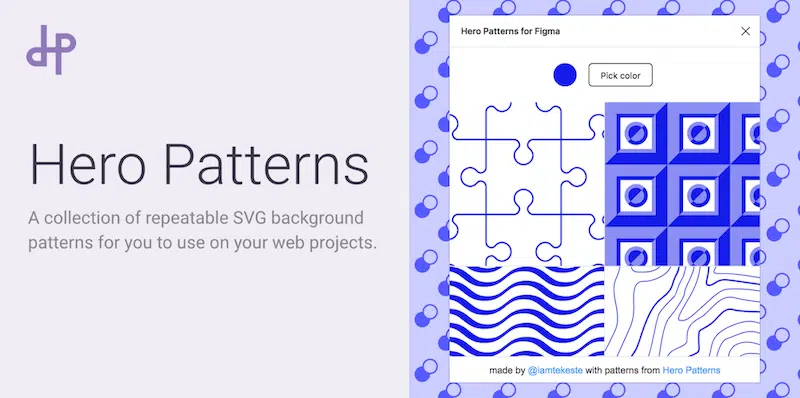 Hero Patterns
A collection of repeatable SVG background
patterns for you to use on your web projects.
Hero Patterns for Figma
Pick color
made by @iamtekeste with patterns from Hero Patterns